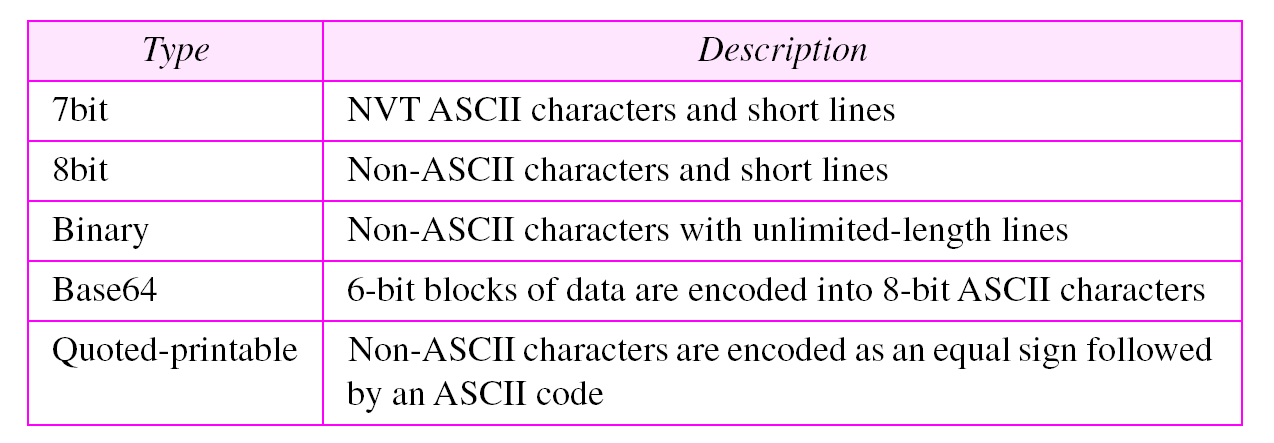 Type Description
7bit NVT ASCII characters and short lines
8bit Non-ASCII characters and short lines
Binary Non-ASCII characters with unlimited-length lines
Base64 6-bit blocks of data are encoded into 8-bit ASCII characters
Quoted-printable Non-ASCII characters are encoded as an equal sign followed
by an ASCII code